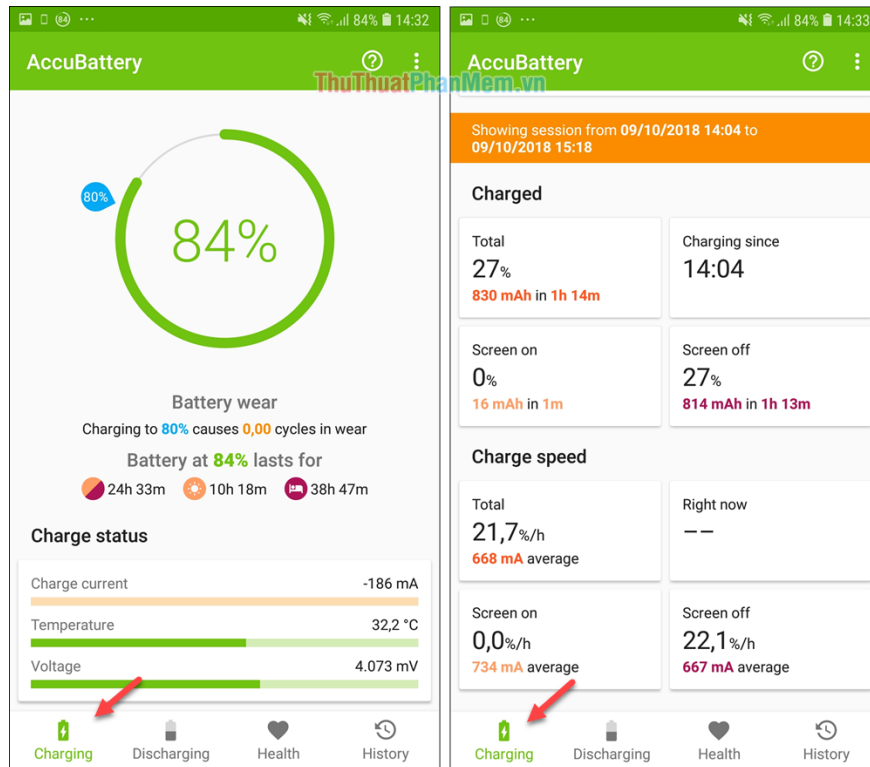 84 ... 84% 14:32
AccuBattery
80%
84%
Battery wear
Charging to 80% causes 0,00 cycles in wear
Battery at 84% lasts for
24h 33m 10h 18m 38h 47m
Charge status
Charge current -186 mA
Temperature 32,2 °C
Voltage 4.073 mV
Charging Discharging Health History
ThuThuatPhanMem.vn
84 ... 84% 14:33
AccuBattery
Showing session from 09/10/2018 14:04 to
09/10/2018 15:18
Charged
Total
27%
830 mAh in 1h 14m
Charging since
14:04
Screen on
0%
16 mAh in 1m
Screen off
27%
814 mAh in 1h 13m
Charge speed
Total
21,7%/h
668 mA average
Right now
——
Screen on
0,0%/h
734 mA average
Screen off
22,1%/h
667 mA average
Charging Discharging Health History